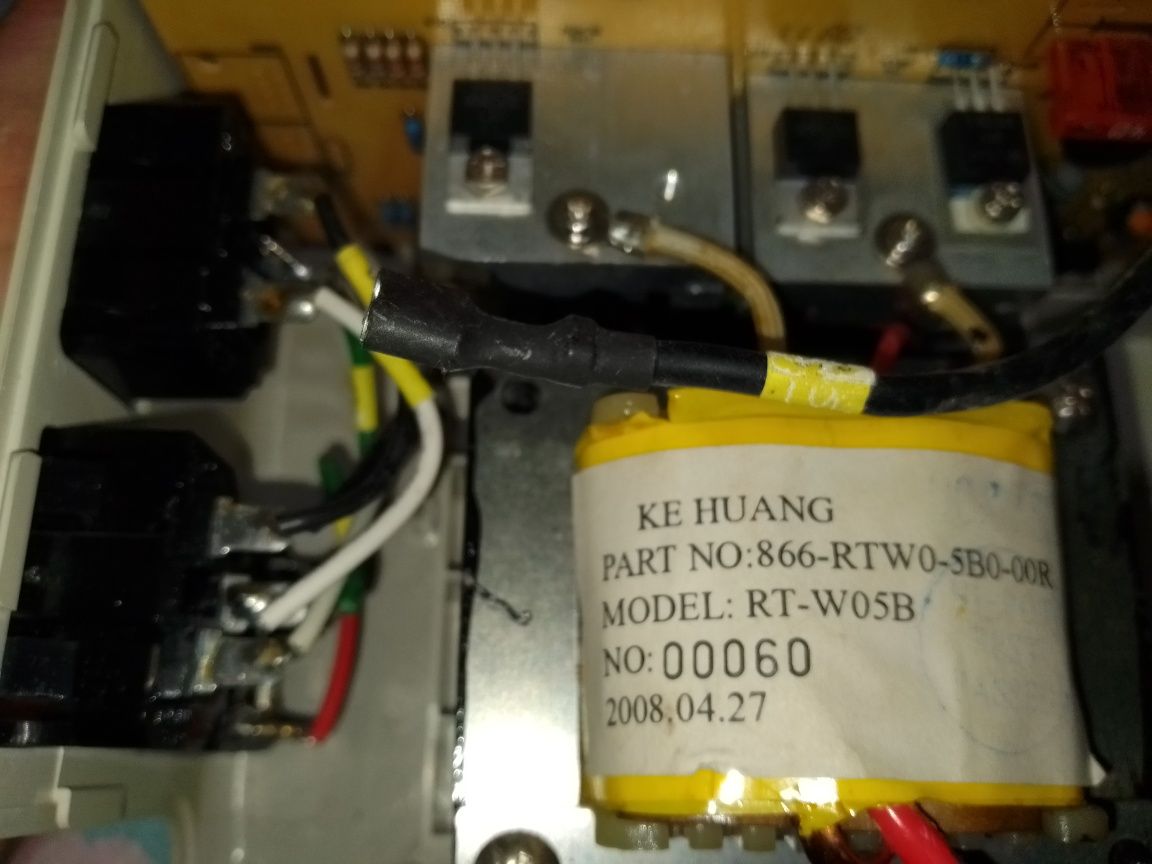 KE HUANG
PART NO:866-RTW0-5B0-00R
MODEL: RT-W05B
NO:00060
2008.04.27